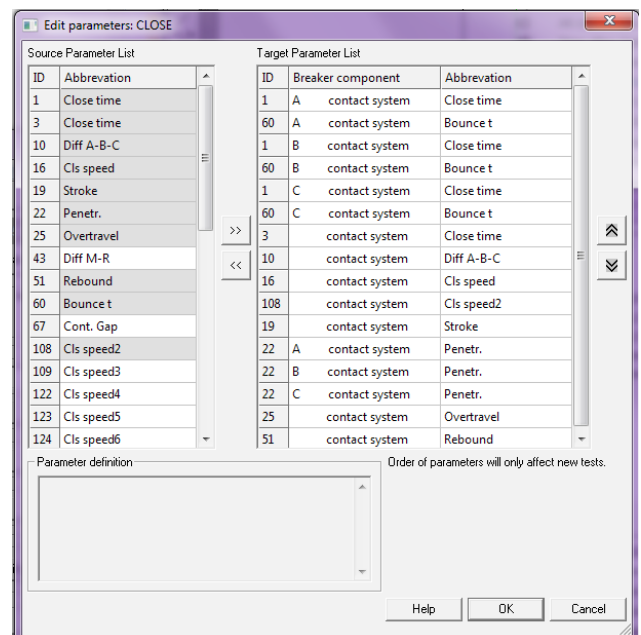 Edit parameters: CLOSE
Source Parameter List
ID Abbrevation
1 Close time
3 Close time
10 Diff A-B-C
16 Cls speed
19 Stroke
22 Penetr.
25 Overtravel
43 Diff M-R
51 Rebound
60 Bounce t
67 Cont. Gap
108 Cls speed2
109 Cls speed3
122 Cls speed4
123 Cls speed5
124 Cls speed6
>>
<<
Target Parameter List
ID Breaker component Abbrevation
1 A contact system Close time
60 A contact system Bounce t
1 B contact system Close time
60 B contact system Bounce t
1 C contact system Close time
60 C contact system Bounce t
3 contact system Close time
10 contact system Diff A-B-C
16 contact system Cls speed
108 contact system Cls speed2
19 contact system Stroke
22 A contact system Penetr.
22 B contact system Penetr.
22 C contact system Penetr.
25 contact system Overtravel
51 contact system Rebound
Parameter definition
Order of parameters will only affect new tests.
Help OK Cancel